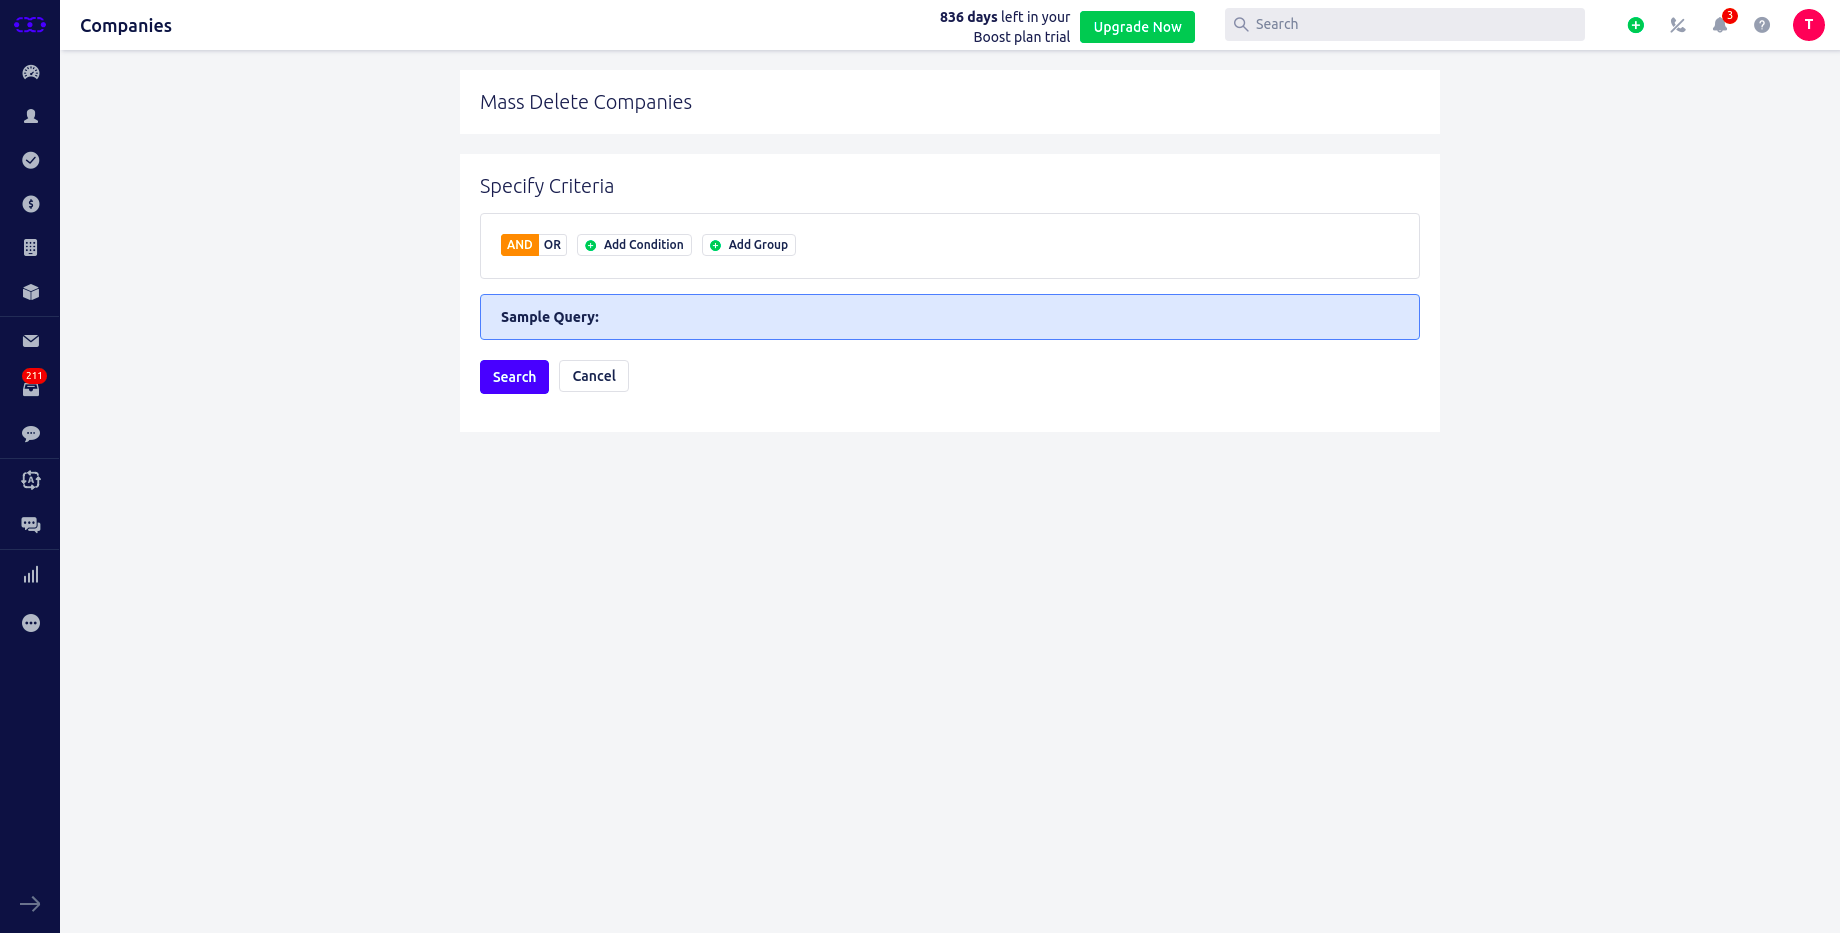 Companies
836 days left in your
Boost plan trial
Upgrade Now
Search
3
T
211
Mass Delete Companies
Specify Criteria
AND OR Add Condition Add Group
Sample Query:
Search Cancel